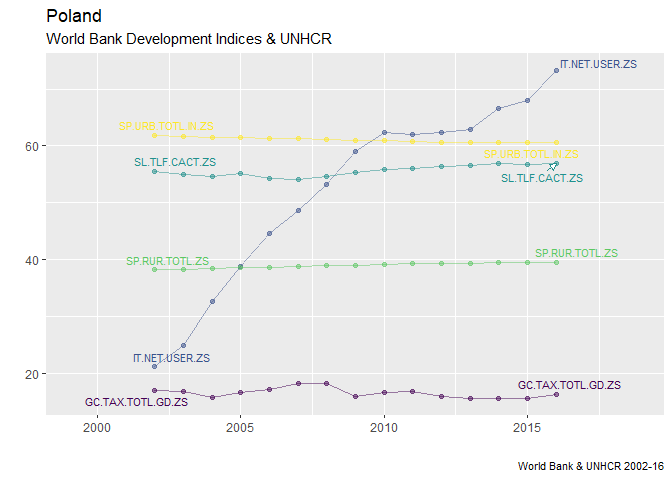 Poland
World Bank Development Indices & UNHCR
IT.NET.USER.ZS
SP.URB.TOTL.IN.ZS
60
SP.URB.TOTL.IN.ZS
SL.TLF.CACT.ZS
SL.TLF.CACT.ZS
SP.RUR.TOTL.ZS
SP.RUR.TOTL.ZS
40
IT.NET.USER.ZS
20
GC.TAX.TOTL.GD.ZS
GC.TAX.TOTL.GD.ZS
2000 2005 2010 2015
World Bank & UNHCR 2002-16